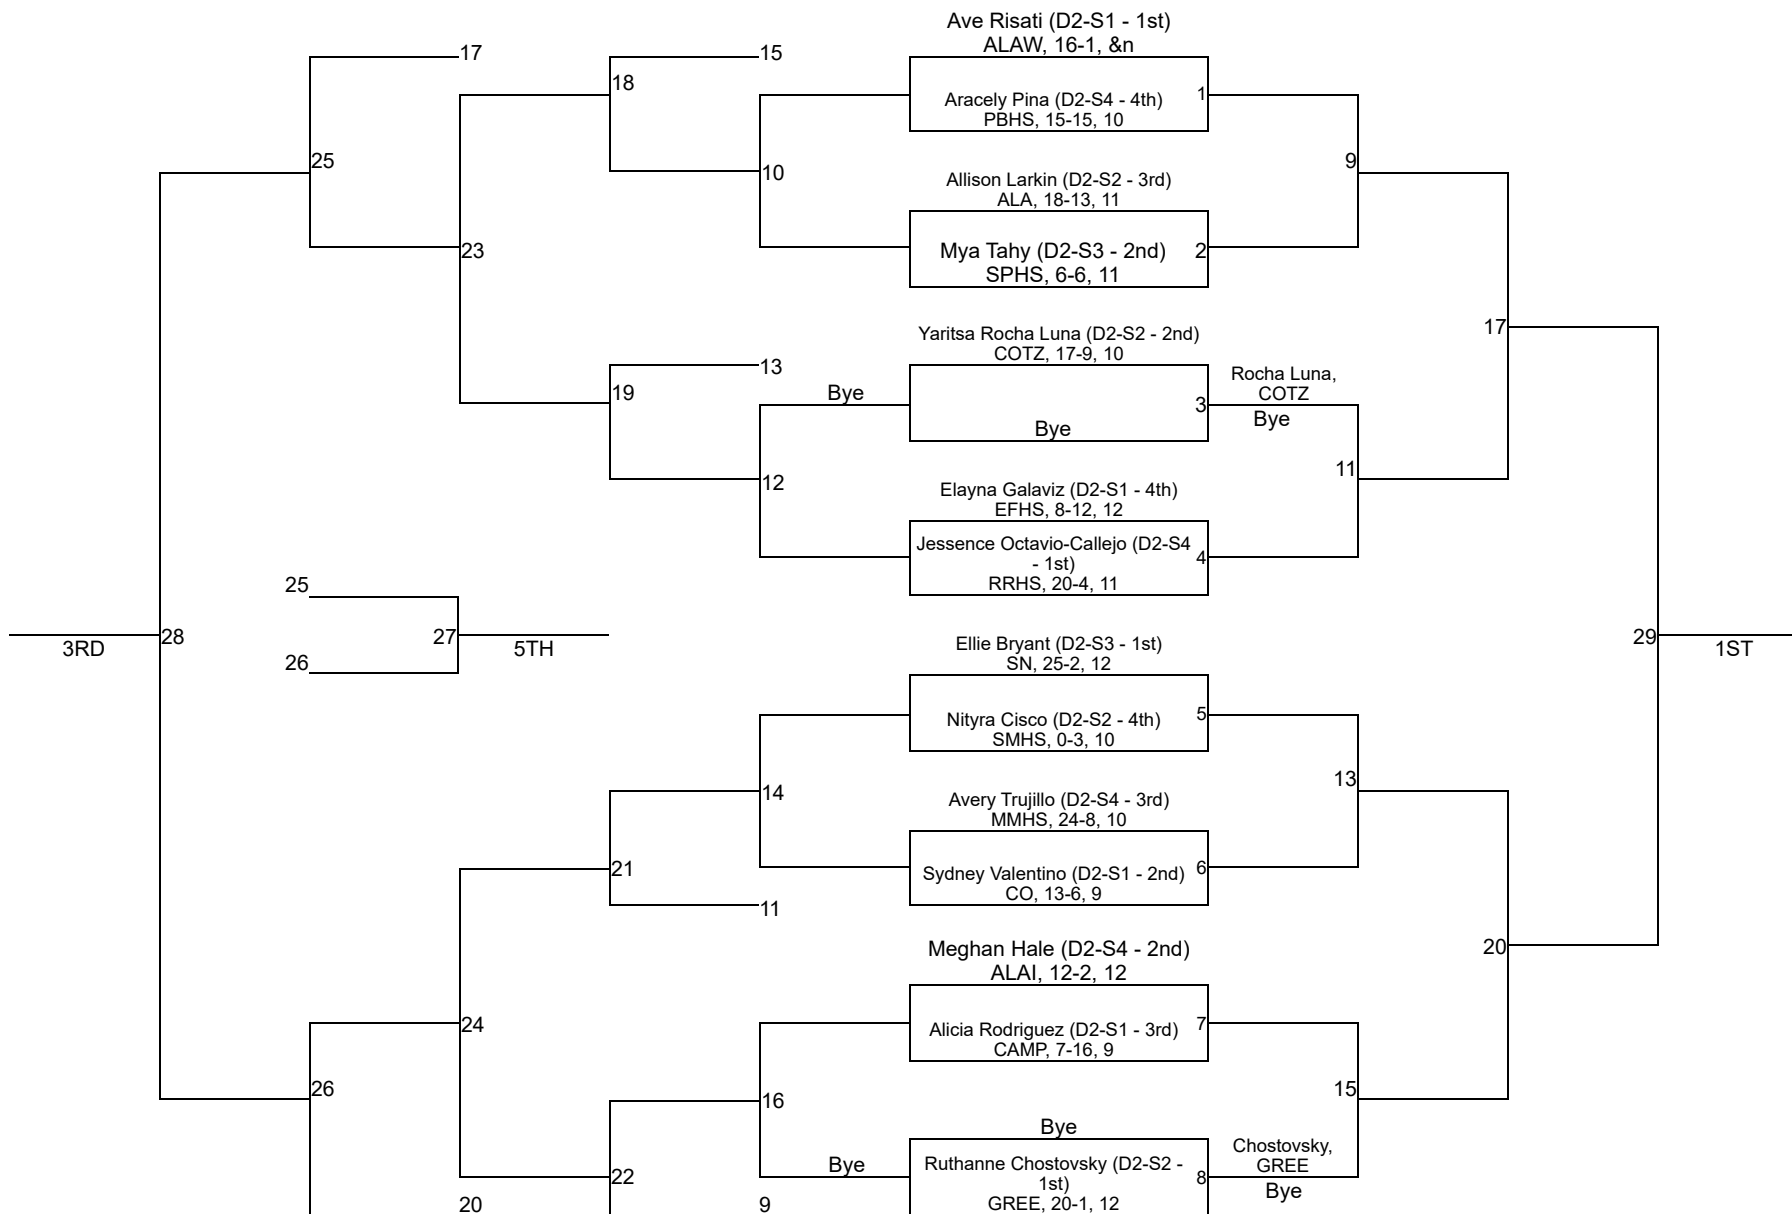 Ave Risati (D2-S1 - 1st)
ALAW, 16-1, &n
17
15
18
Aracely Pina (D2-S4 - 4th)
PBHS, 15-15, 10
1
25
10
9
Allison Larkin (D2-S2 - 3rd)
ALA, 18-13, 11
23
Mya Tahy (D2-S3 - 2nd)
SPHS, 6-6, 11
2
17
Yaritsa Rocha Luna (D2-S2 - 2nd)
COTZ, 17-9, 10
13
Rocha Luna,
COTZ
19
Bye
3
Bye
Bye
11
12
Elayna Galaviz (D2-S1 - 4th)
EFHS, 8-12, 12
Jessence Octavio-Callejo (D2-S4
- 1st)
RRHS, 20-4, 11
4
25
3RD
28
27
5TH
29
1ST
26
Ellie Bryant (D2-S3 - 1st)
SN, 25-2, 12
Nityra Cisco (D2-S2 - 4th)
SMHS, 0-3, 10
5
14
13
Avery Trujillo (D2-S4 - 3rd)
MMHS, 24-8, 10
21
Sydney Valentino (D2-S1 - 2nd)
CO, 13-6, 9
6
11
Meghan Hale (D2-S4 - 2nd)
ALAI, 12-2, 12
20
24
Alicia Rodriguez (D2-S1 - 3rd)
CAMP, 7-16, 9
7
26
16
15
Bye
Chostovsky,
GREE
Bye
22
Bye
Ruthanne Chostovsky (D2-S2 -
1st)
GREE, 20-1, 12
8
20
9